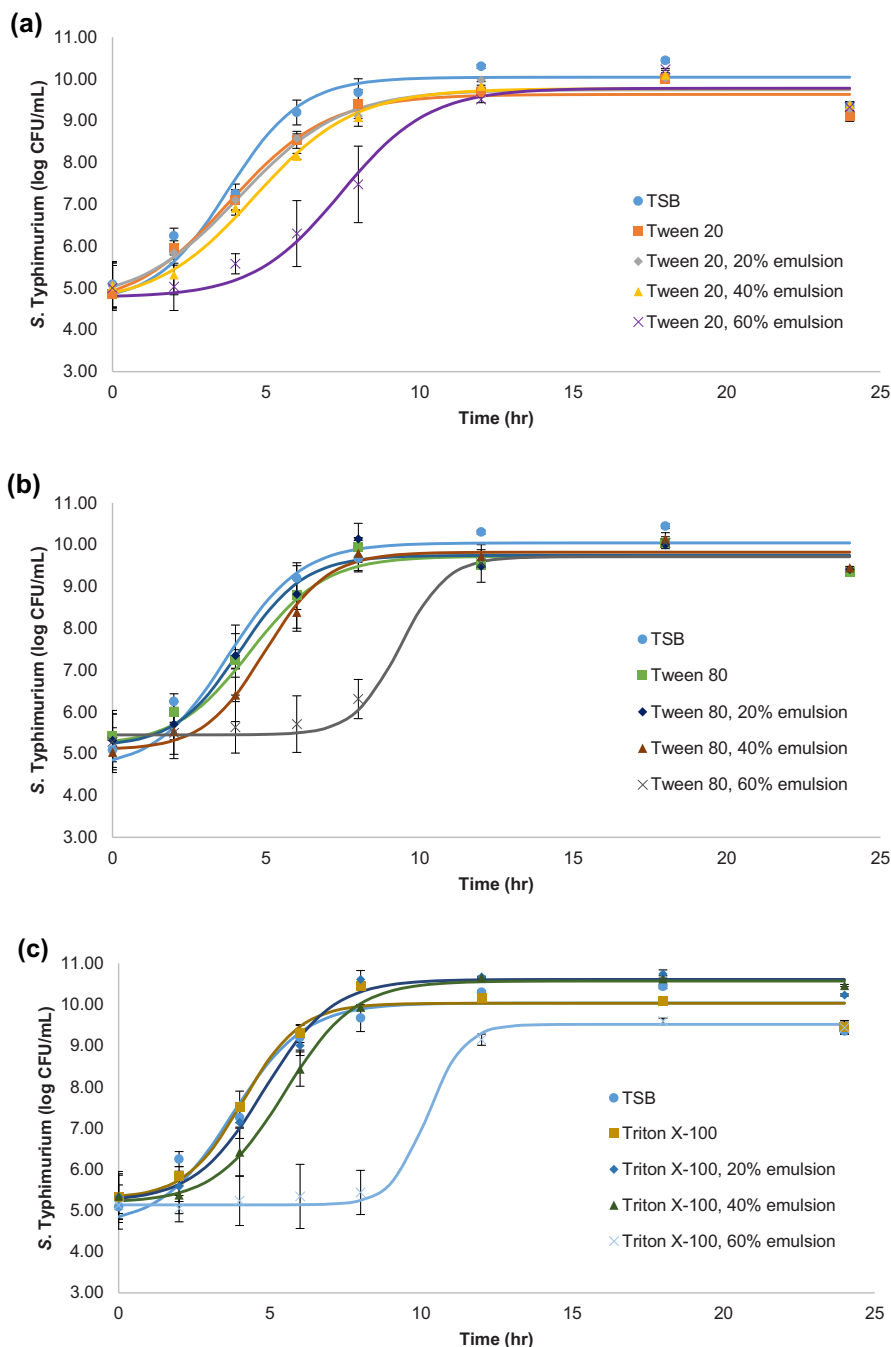 (a)
11.00
10.00
9.00
8.00
7.00
6.00
5.00
4.00
3.00
S. Typhimurium (log CFU/mL)
TSB
Tween 20
Tween 20, 20% emulsion
Tween 20, 40% emulsion
Tween 20, 60% emulsion
0 5 10 15 20 25
Time (hr)
(b)
11.00
10.00
9.00
8.00
7.00
6.00
5.00
4.00
3.00
S. Typhimurium (log CFU/mL)
TSB
Tween 80
Tween 80, 20% emulsion
Tween 80, 40% emulsion
Tween 80, 60% emulsion
0 5 10 15 20 25
Time (hr)
(c)
11.00
10.00
9.00
8.00
7.00
6.00
5.00
4.00
3.00
S. Typhimurium (log CFU/mL)
TSB
Triton X-100
Triton X-100, 20% emulsion
Triton X-100, 40% emulsion
Triton X-100, 60% emulsion
0 5 10 15 20 25
Time (hr)